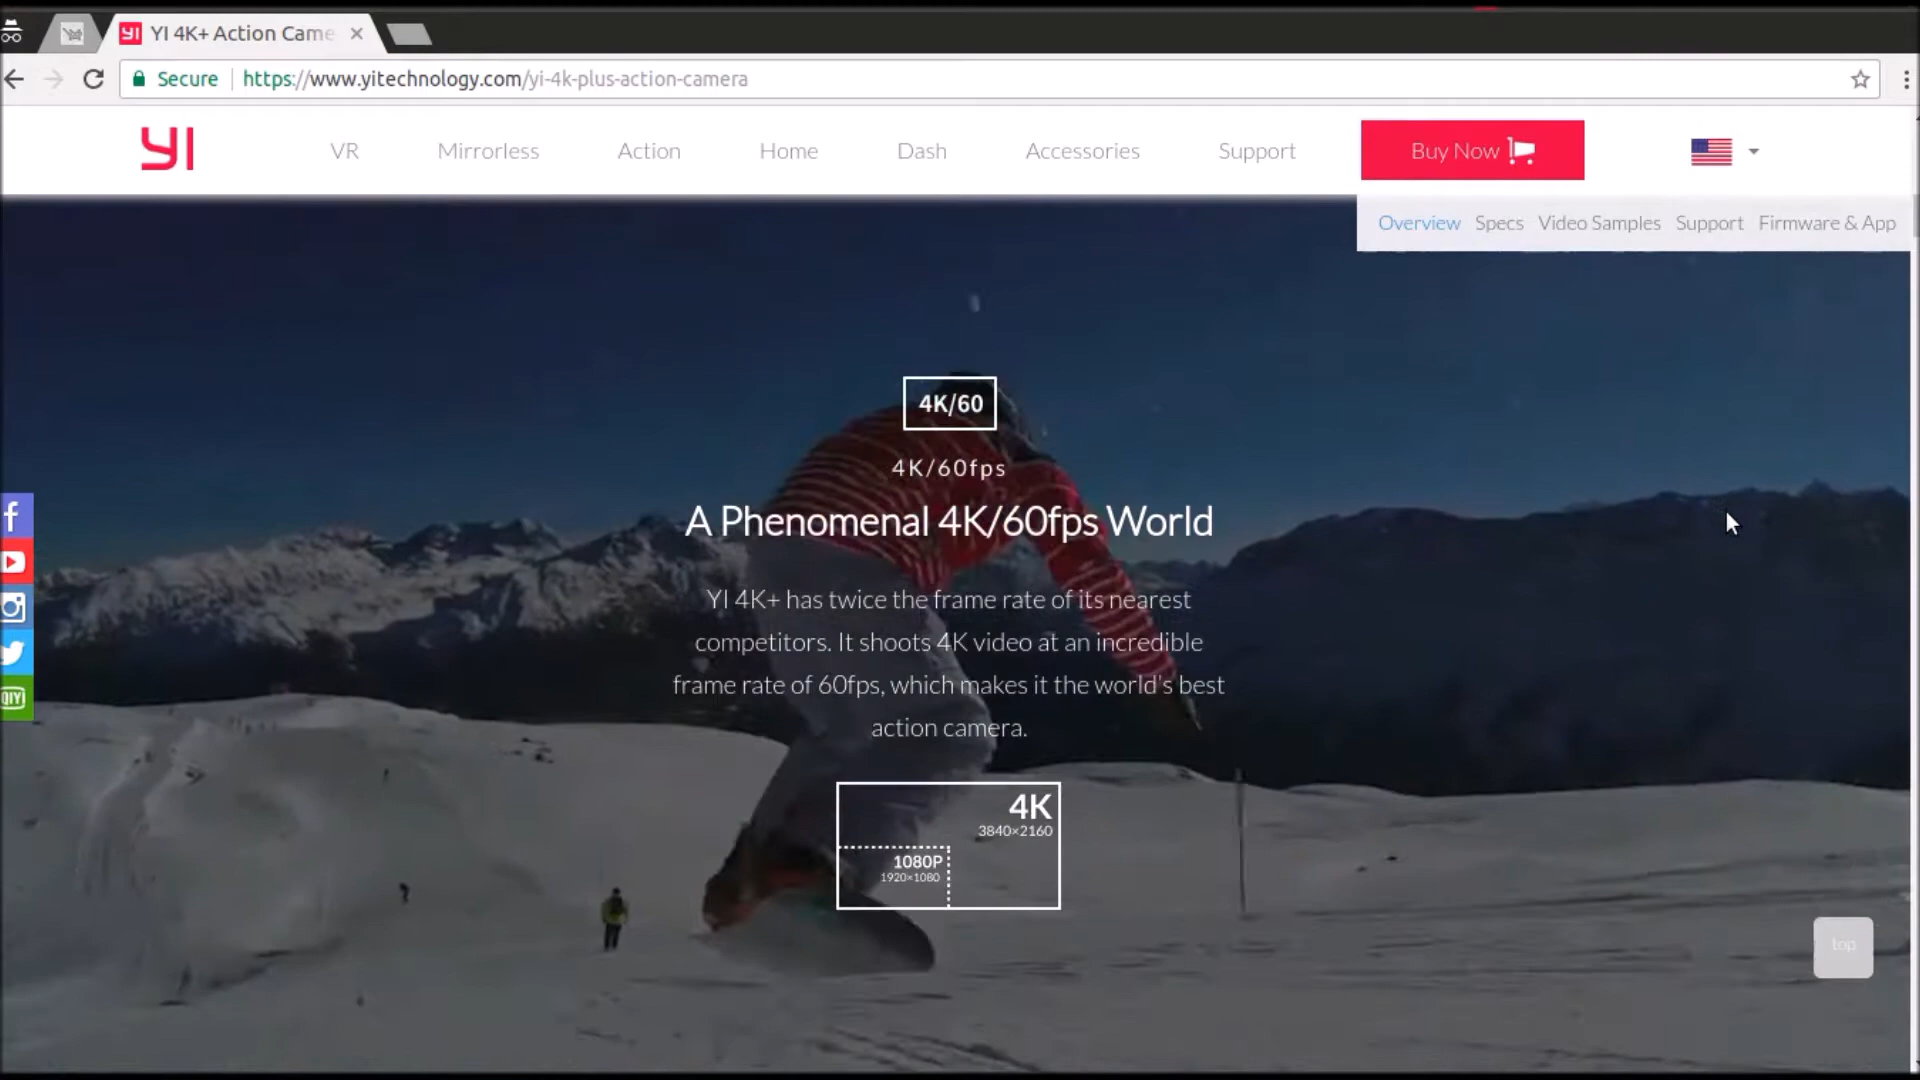 YI YI 4K+ Action Came
Secure https://www.yitechnology.com/yi-4k-plus-action-camera
YI VR Mirrorless Action Home Dash Accessories Support Buy Now
Overview Specs Video Samples Support Firmware & App
4K/60
4K/60fps
A Phenomenal 4K/60fps World
YI 4K+ has twice the frame rate of its nearest
competitors. It shoots 4K video at an incredible
frame rate of 60fps, which makes it the world's best
action camera.
4K
3840×2160
1080P
1920×1080
f
QIYI
top